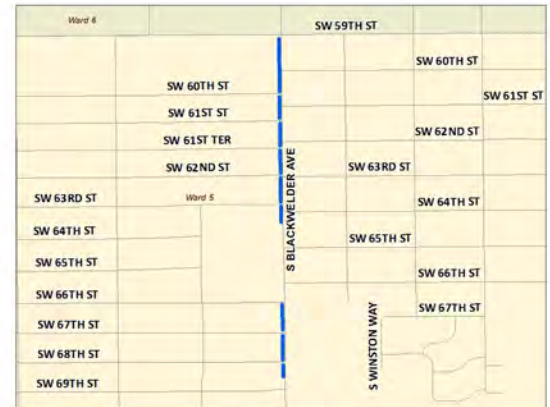 Ward 6
SW 59TH ST
SW 60TH ST
SW 60TH ST
SW 61ST ST
SW 61ST ST
SW 61ST TER
SW 62ND ST
SW 62ND ST
SW 63RD ST
SW 63RD ST
Ward 5
SW 64TH ST
S BLACKWELDER AVE
SW 64TH ST
SW 65TH ST
SW 65TH ST
SW 66TH ST
SW 66TH ST
SW 67TH ST
SW 67TH ST
S WINSTON WAY
SW 68TH ST
SW 69TH ST